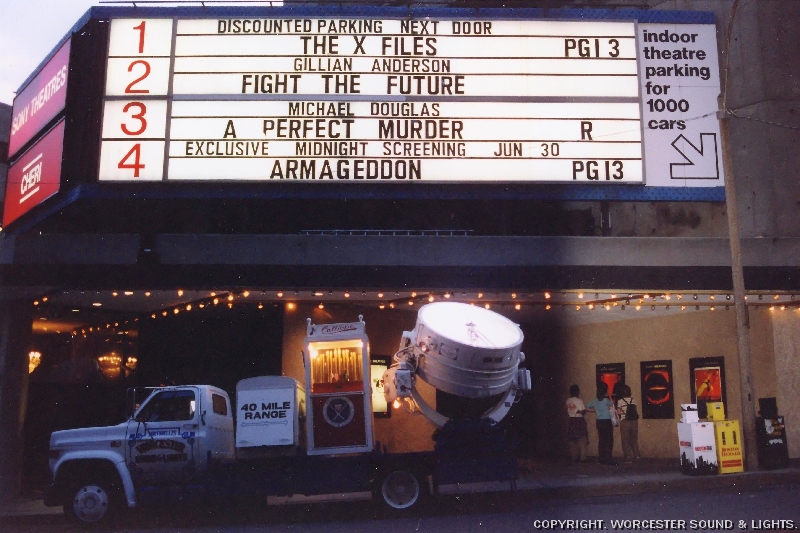 DISCOUNTED PARKING NEXT DOOR
1 THE X FILES PG13
GILLIAN ANDERSON
2 FIGHT THE FUTURE
MICHAEL DOUGLAS
3 A PERFECT MURDER R
EXCLUSIVE MIDNIGHT SCREENING JUN 30
4 ARMAGEDDON PG13
indoor
theatre
parking
for
1000
cars
SONY THEATRES
CHERI
40 MILE
RANGE
COPYRIGHT. WORCESTER SOUND & LIGHTS.